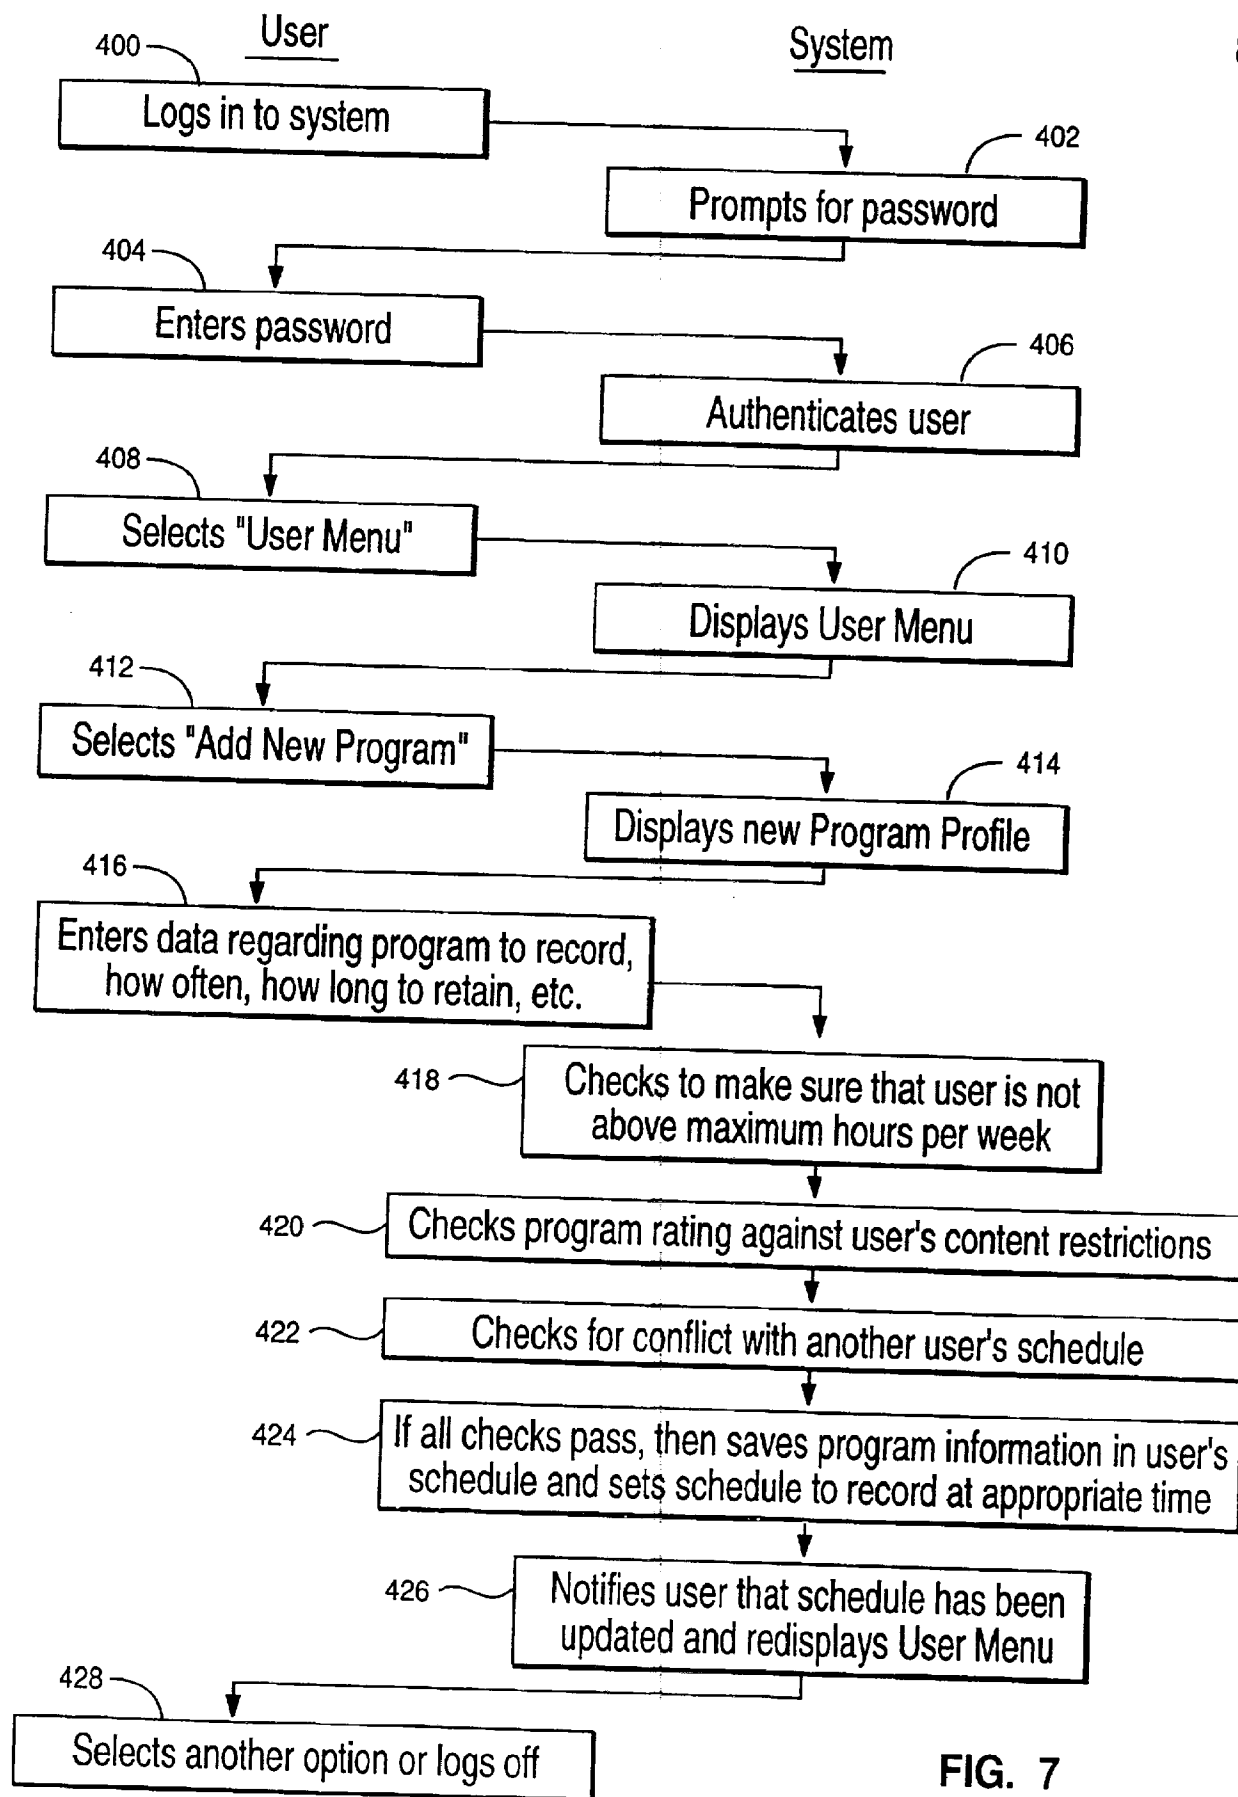 User
System
400
Logs in to system
402
Prompts for password
404
Enters password
406
Authenticates user
408
Selects "User Menu"
410
Displays User Menu
412
Selects "Add New Program"
414
Displays new Program Profile
416
Enters data regarding program to record,
how often, how long to retain, etc.
418
Checks to make sure that user is not
above maximum hours per week
420
Checks program rating against user's content restrictions
422
Checks for conflict with another user's schedule
424
If all checks pass, then saves program information in user's
schedule and sets schedule to record at appropriate time
426
Notifies user that schedule has been
updated and redisplays User Menu
428
Selects another option or logs off
FIG. 7